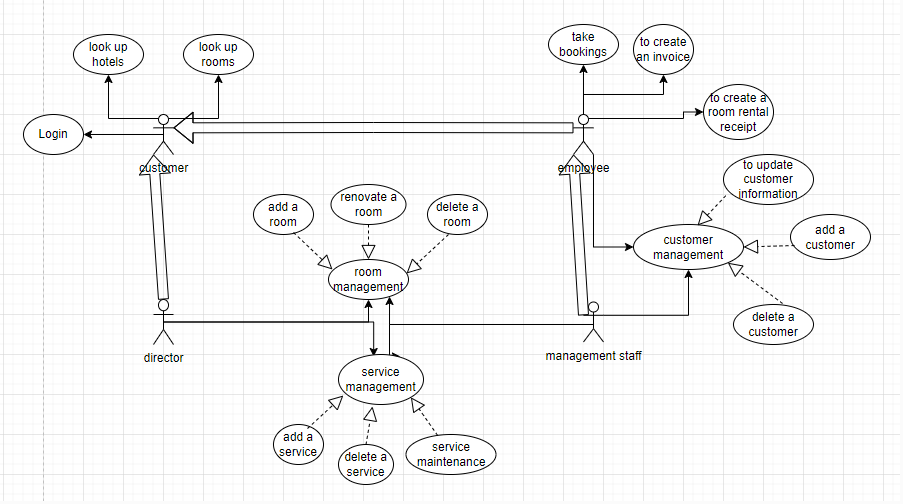 look up
hotels
look up
rooms
take
bookings
to create
an invoice
Login
to create a
room rental
receipt
customer
employee
to update
customer
information
add a
room
renovate a
room
delete a
room
customer
management
add a
customer
room
management
delete a
customer
director
management staff
service
management
add a
service
delete a
service
service
maintenance